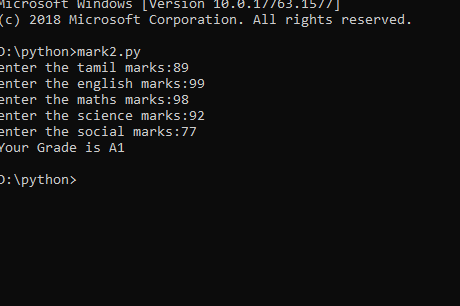 Microsoft Windows [Version 10.0.17763.1577]
(c) 2018 Microsoft Corporation. All rights reserved.
D:\python>mark2.py
enter the tamil marks:89
enter the english marks:99
enter the maths marks:98
enter the science marks:92
enter the social marks:77
Your Grade is A1
D:\python>